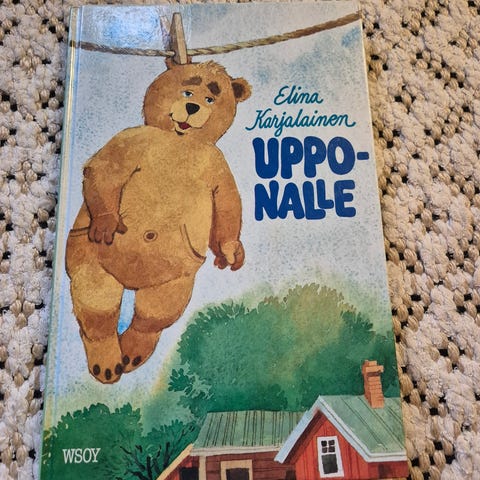 Elina
Karjalainen
UPPO-
NALLE
WSOY